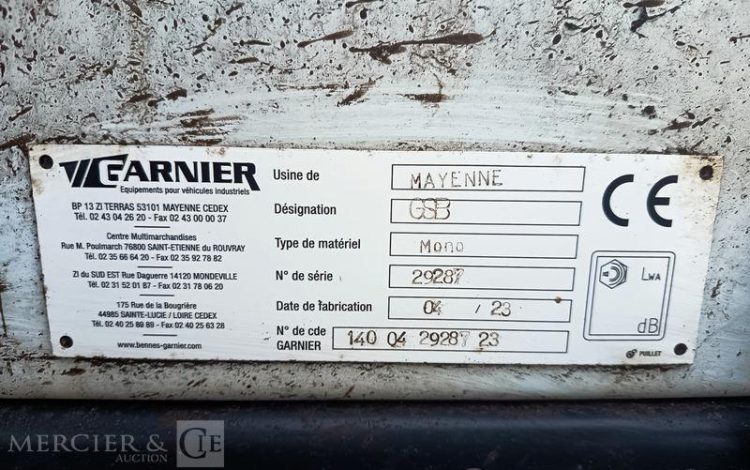 GARNIER
Equipements pour véhicules industriels
BP 13 ZI TERRAS 53101 MAYENNE CEDEX
Tél. 02 43 04 26 20 - Fax 02 43 00 00 37
Centre Multimarchandises
Rue M. Poulmarch 76800 SAINT-ETIENNE du ROUVRAY
Tél. 02 35 66 64 20 - Fax 02 35 92 78 82
ZI du SUD EST Rue Daguerre 14120 MONDEVILLE
Tél. 02 31 52 01 87 - Fax 02 31 78 06 20
175 Rue de la Bougrière
44985 SAINTE-LUCIE / LOIRE CEDEX
Tél. 02 40 25 89 89 - Fax 02 40 25 63 28
www.bennes-garnier.com
Usine de MAYENNE
Désignation GSB
Type de matériel Mono
N° de série 29287
Date de fabrication 04 / 23
N° de cde GARNIER 140 04 29287 23
CE
LWA
dB
PUILLET
MERCIER & CIE
AUCTION